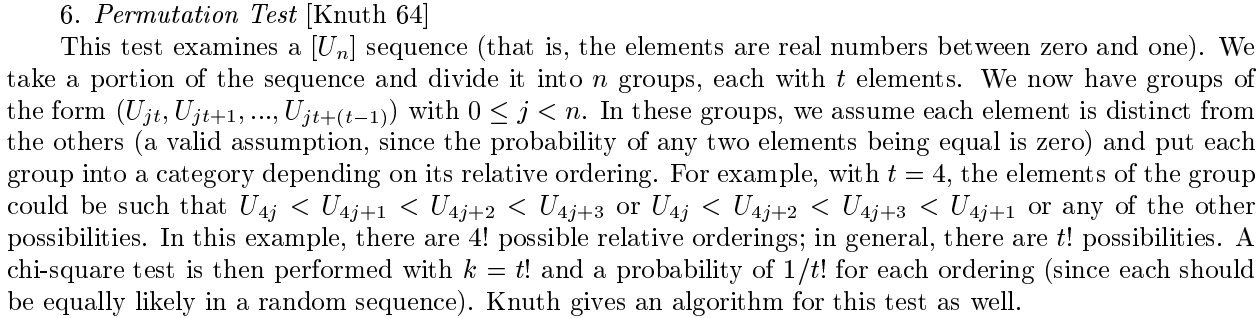 6. Permutation Test [Knuth 64]
This test examines a [Uₙ] sequence (that is, the elements are real numbers between zero and one). We
take a portion of the sequence and divide it into n groups, each with t elements. We now have groups of
the form (U_{jt}, U_{jt+1}, ..., U_{jt+(t−1)}) with 0 ≤ j < n. In these groups, we assume each element is distinct from
the others (a valid assumption, since the probability of any two elements being equal is zero) and put each
group into a category depending on its relative ordering. For example, with t = 4, the elements of the group
could be such that U_{4j} < U_{4j+1} < U_{4j+2} < U_{4j+3} or U_{4j} < U_{4j+2} < U_{4j+3} < U_{4j+1} or any of the other
possibilities. In this example, there are 4! possible relative orderings; in general, there are t! possibilities. A
chi-square test is then performed with k = t! and a probability of 1/t! for each ordering (since each should
be equally likely in a random sequence). Knuth gives an algorithm for this test as well.